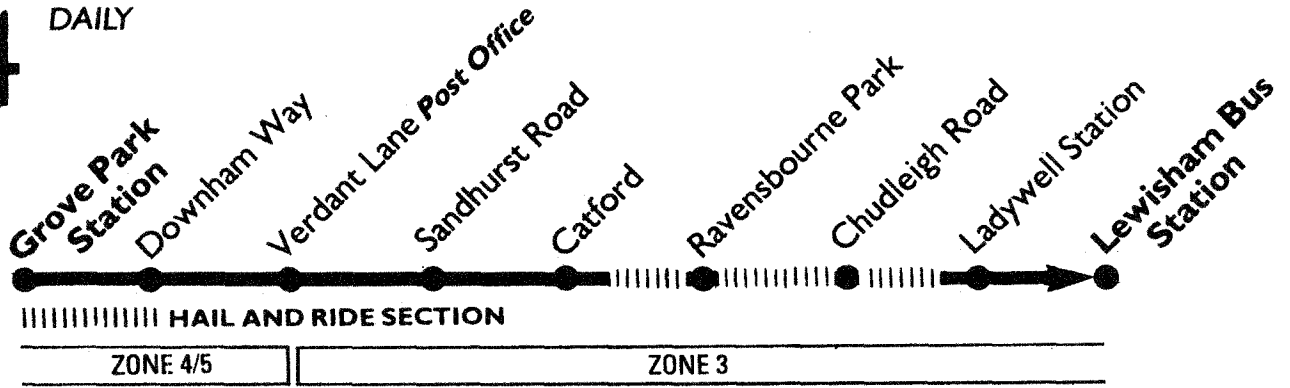 DAILY
Grove Park
Station
Downham Way
Verdant Lane Post Office
Sandhurst Road
Catford
Ravensbourne Park
Chudleigh Road
Ladywell Station
Lewisham Bus
Station
HAIL AND RIDE SECTION
ZONE 4/5
ZONE 3